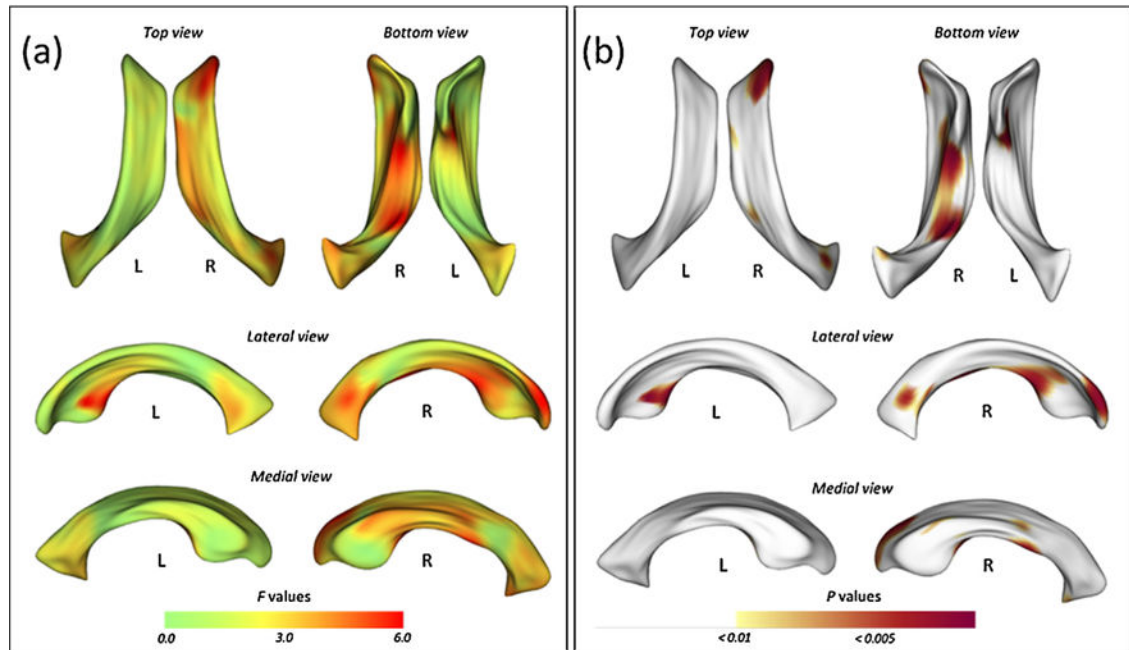 (a)
Top view
Bottom view
L
R
R
L
Lateral view
L
R
Medial view
L
R
F values
0.0
3.0
6.0
(b)
Top view
Bottom view
L
R
R
L
Lateral view
L
R
Medial view
L
R
P values
<0.01
<0.005